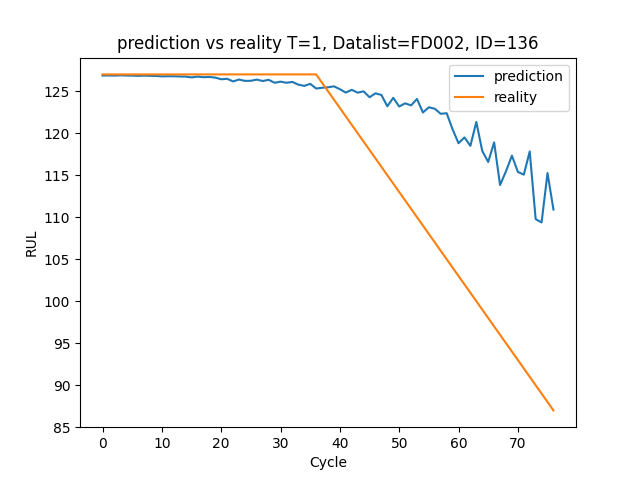 prediction vs reality T=1, Datalist=FD002, ID=136
prediction
reality
125
120
115
110
105
100
95
90
85
RUL
0 10 20 30 40 50 60 70
Cycle